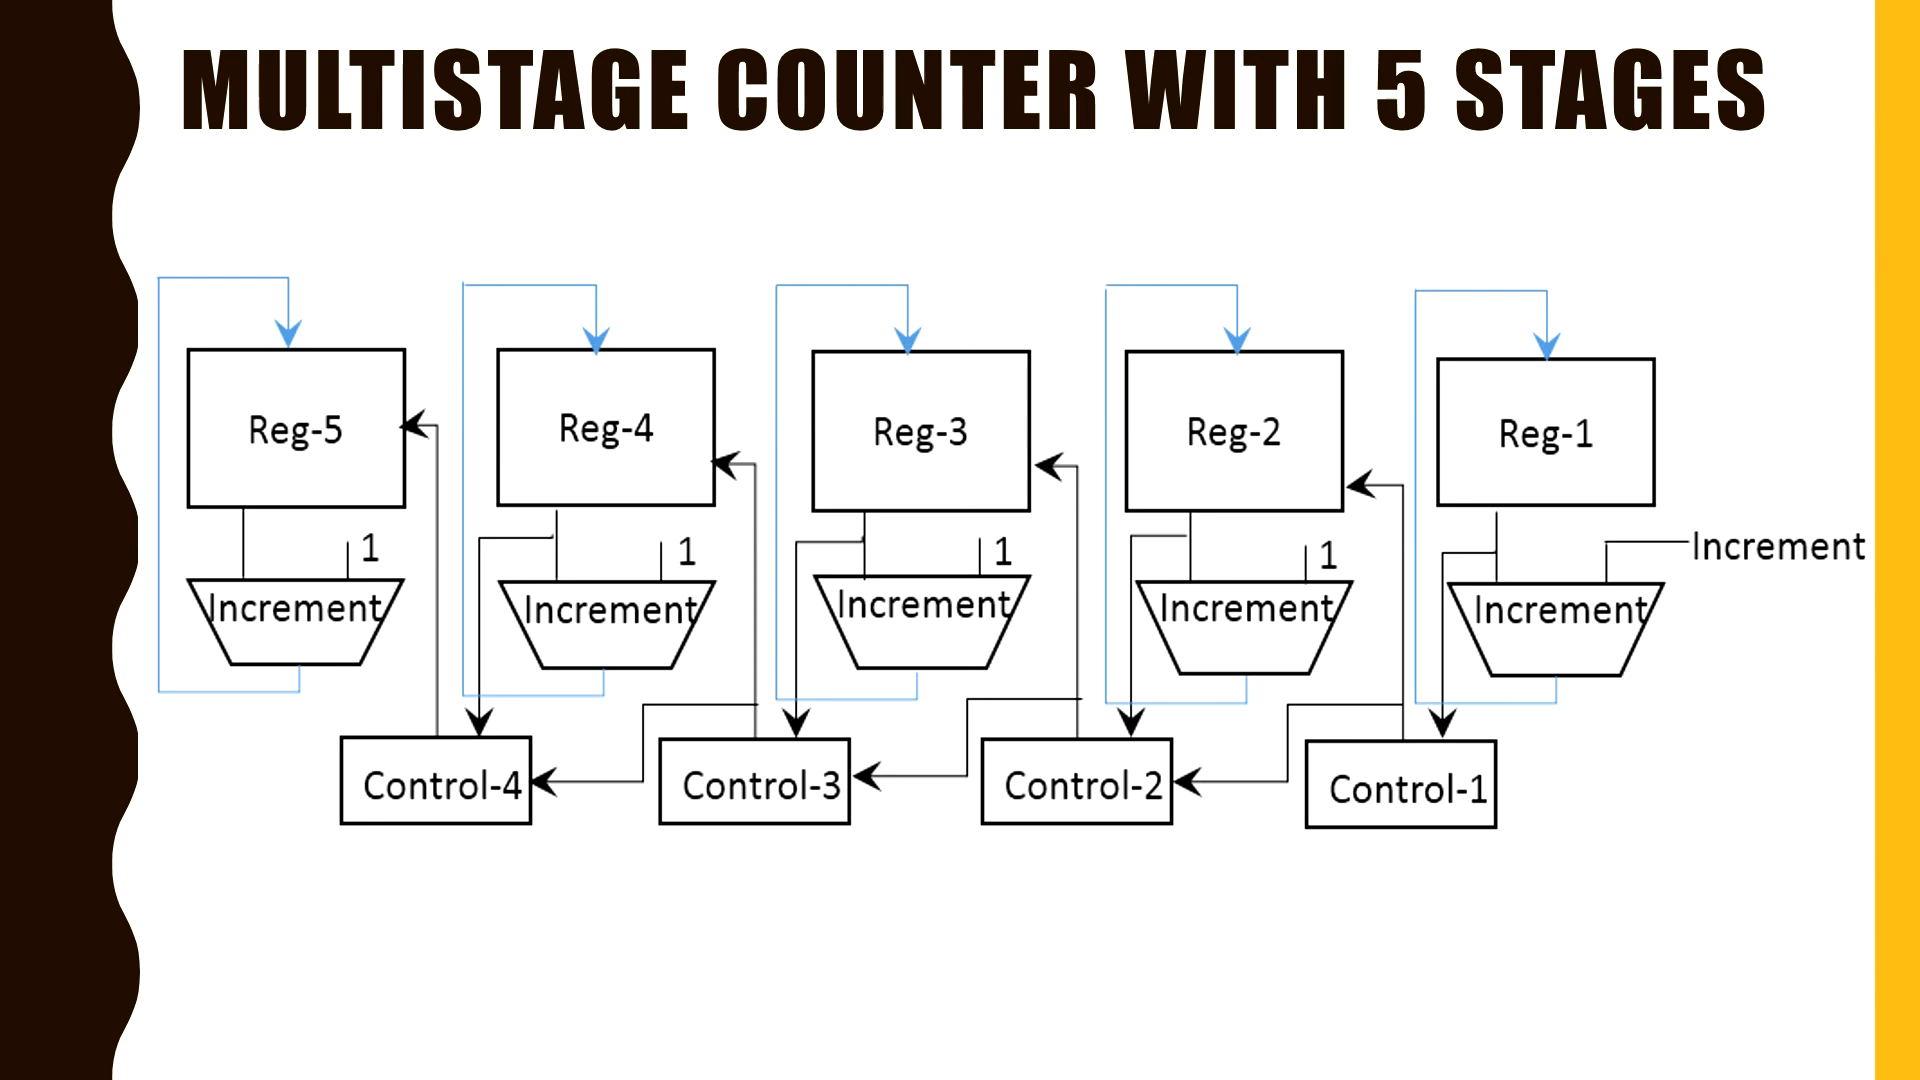 MULTISTAGE COUNTER WITH 5 STAGES
Reg-5
Reg-4
Reg-3
Reg-2
Reg-1
1
1
1
1
Increment
Increment
Increment
Increment
Increment
Increment
Control-4
Control-3
Control-2
Control-1